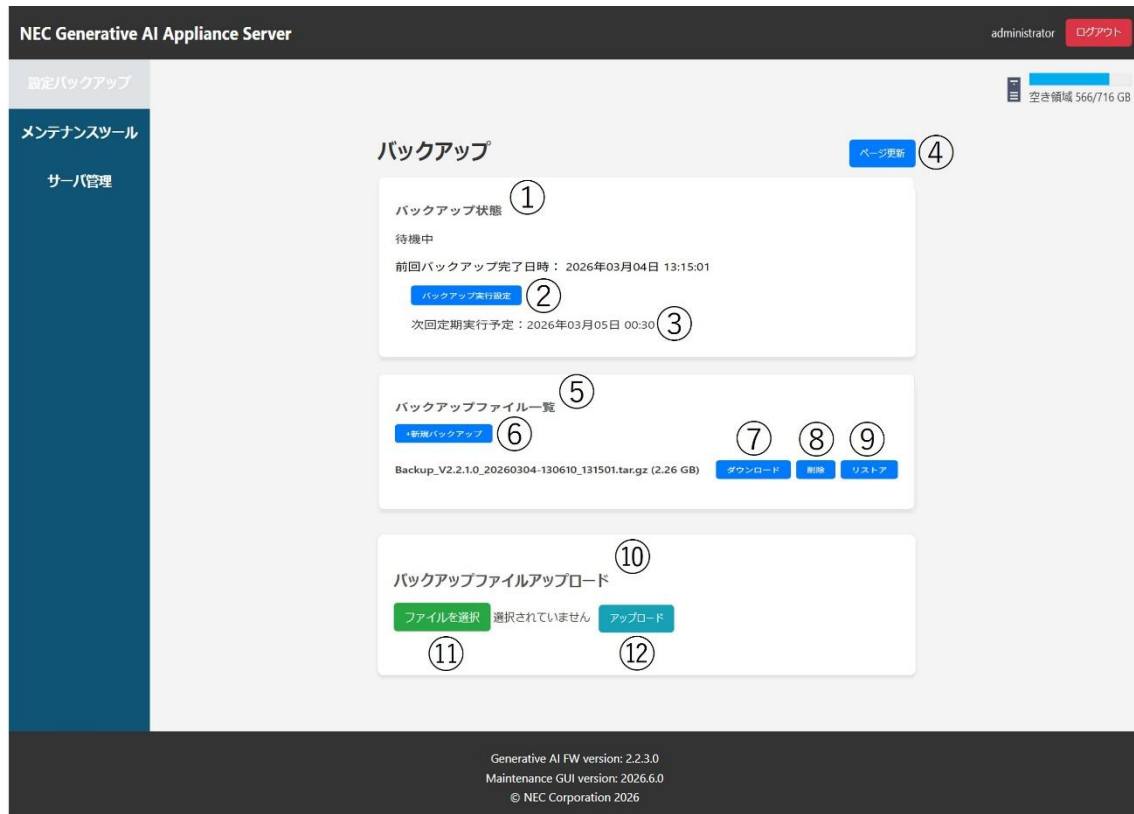 NEC Generative AI Appliance Server
administrator ログアウト
設定バックアップ
空き領域 566/716 GB
メンテナンスツール
サーバ管理
バックアップ
ページ更新 ④
バックアップ状態 ①
待機中
前回バックアップ完了日時： 2026年03月04日 13:15:01
バックアップ実行設定 ②
次回定期実行予定：2026年03月05日 00:30 ③
バックアップファイル一覧 ⑤
+新規バックアップ ⑥
⑦ ⑧ ⑨
Backup_V2.2.1.0_20260304-130610_131501.tar.gz (2.26 GB) ダウンロード 削除 リストア
⑩
バックアップファイルアップロード
ファイルを選択 選択されていません アップロード
⑪ ⑫
Generative AI FW version: 2.2.3.0
Maintenance GUI version: 2026.6.0
© NEC Corporation 2026